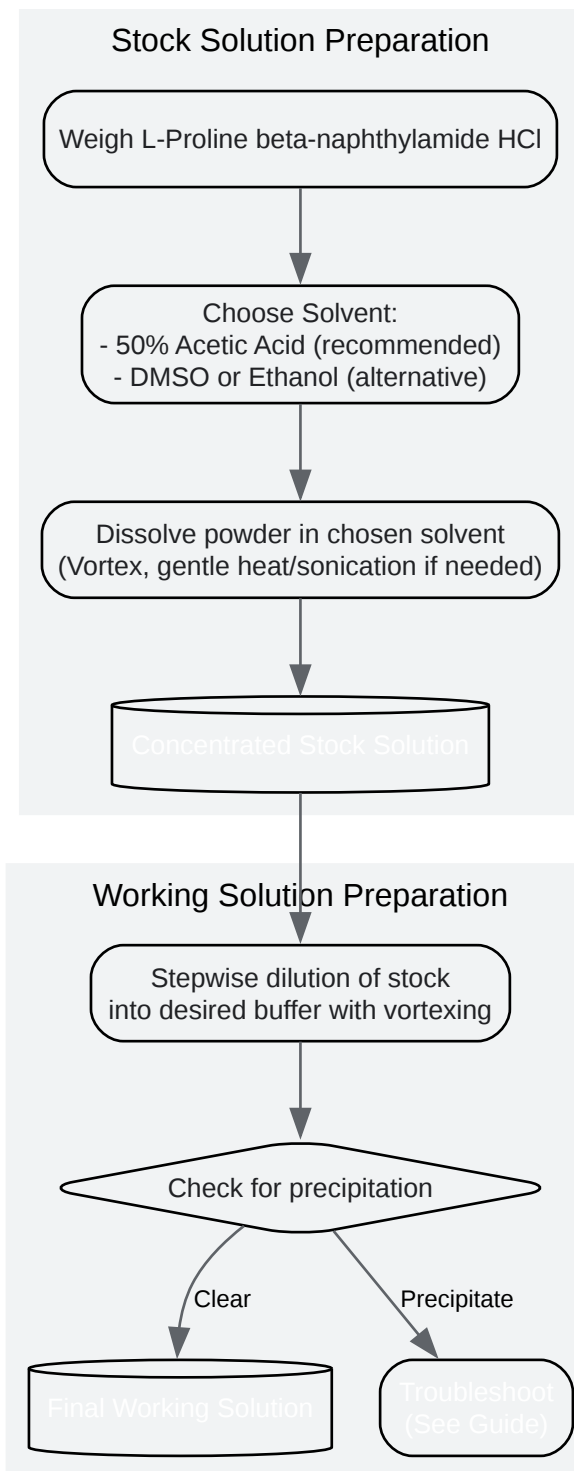 Stock Solution Preparation
Weigh L-Proline beta-naphthylamide HCl
Choose Solvent:
- 50% Acetic Acid (recommended)
- DMSO or Ethanol (alternative)
Dissolve powder in chosen solvent
(Vortex, gentle heat/sonication if needed)
Concentrated Stock Solution
Working Solution Preparation
Stepwise dilution of stock
into desired buffer with vortexing
Check for precipitation
Clear
Precipitate
Final Working Solution
Troubleshoot
(See Guide)